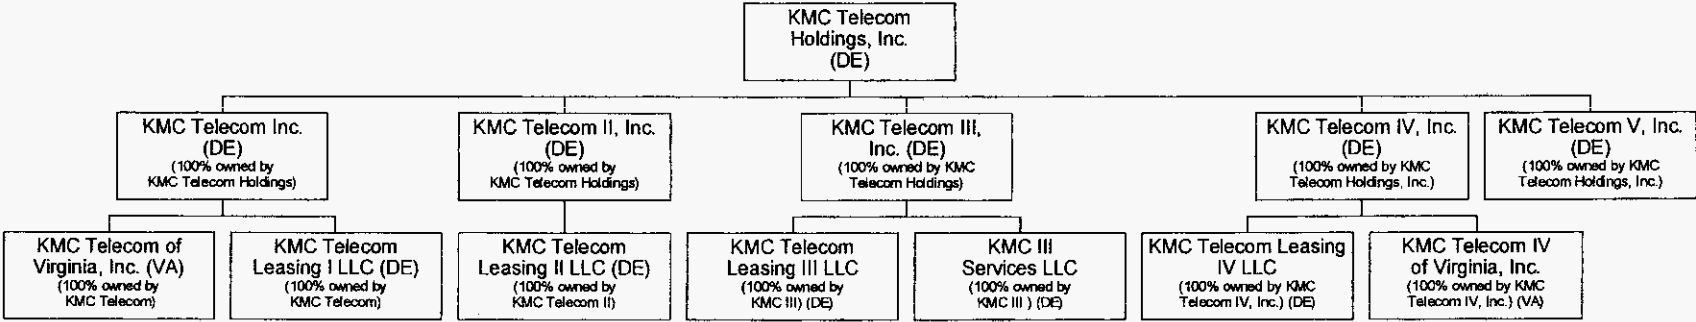 KMC Telecom
Holdings, Inc.
(DE)
KMC Telecom Inc.
(DE)
(100% owned by
KMC Telecom Holdings)
KMC Telecom II, Inc.
(DE)
(100% owned by
KMC Telecom Holdings)
KMC Telecom III,
Inc. (DE)
(100% owned by KMC
Telecom Holdings)
KMC Telecom IV, Inc.
(DE)
(100% owned by KMC
Telecom Holdings, Inc.)
KMC Telecom V, Inc.
(DE)
(100% owned by KMC
Telecom Holdings, Inc.)
KMC Telecom of
Virginia, Inc. (VA)
(100% owned by
KMC Telecom)
KMC Telecom
Leasing I LLC (DE)
(100% owned by
KMC Telecom)
KMC Telecom
Leasing II LLC (DE)
(100% owned by
KMC Telecom II)
KMC Telecom
Leasing III LLC
(100% owned by
KMC III) (DE)
KMC III
Services LLC
(100% owned by
KMC III ) (DE)
KMC Telecom Leasing
IV LLC
(100% owned by KMC
Telecom IV, Inc.) (DE)
KMC Telecom IV
of Virginia, Inc.
(100% owned by KMC
Telecom IV, Inc.) (VA)